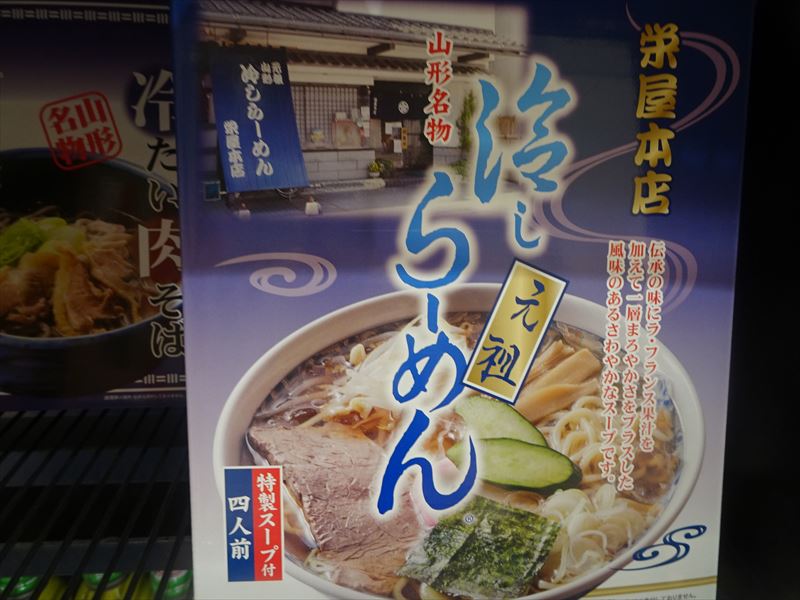 栄屋本店
山形名物
冷しらーめん
元祖
伝承の味にラ・フランス果汁を
加えて一層まろやかさをプラスした
風味のあるさわやかなスープです。
特製スープ付
四人前
元祖
山形
冷しらーめん
栄屋本店
山形
名物
冷たい肉そば